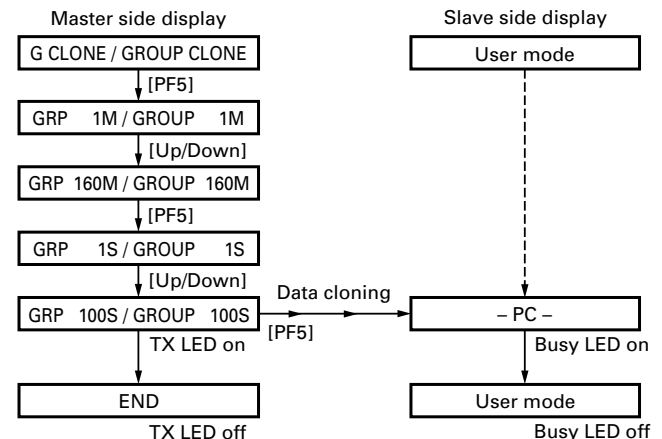 Master side display
G CLONE / GROUP CLONE
[PF5]
GRP 1M / GROUP 1M
[Up/Down]
GRP 160M / GROUP 160M
[PF5]
GRP 1S / GROUP 1S
[Up/Down]
GRP 100S / GROUP 100S
TX LED on
END
TX LED off
Data cloning
[PF5]
Slave side display
User mode
– PC –
Busy LED on
User mode
Busy LED off